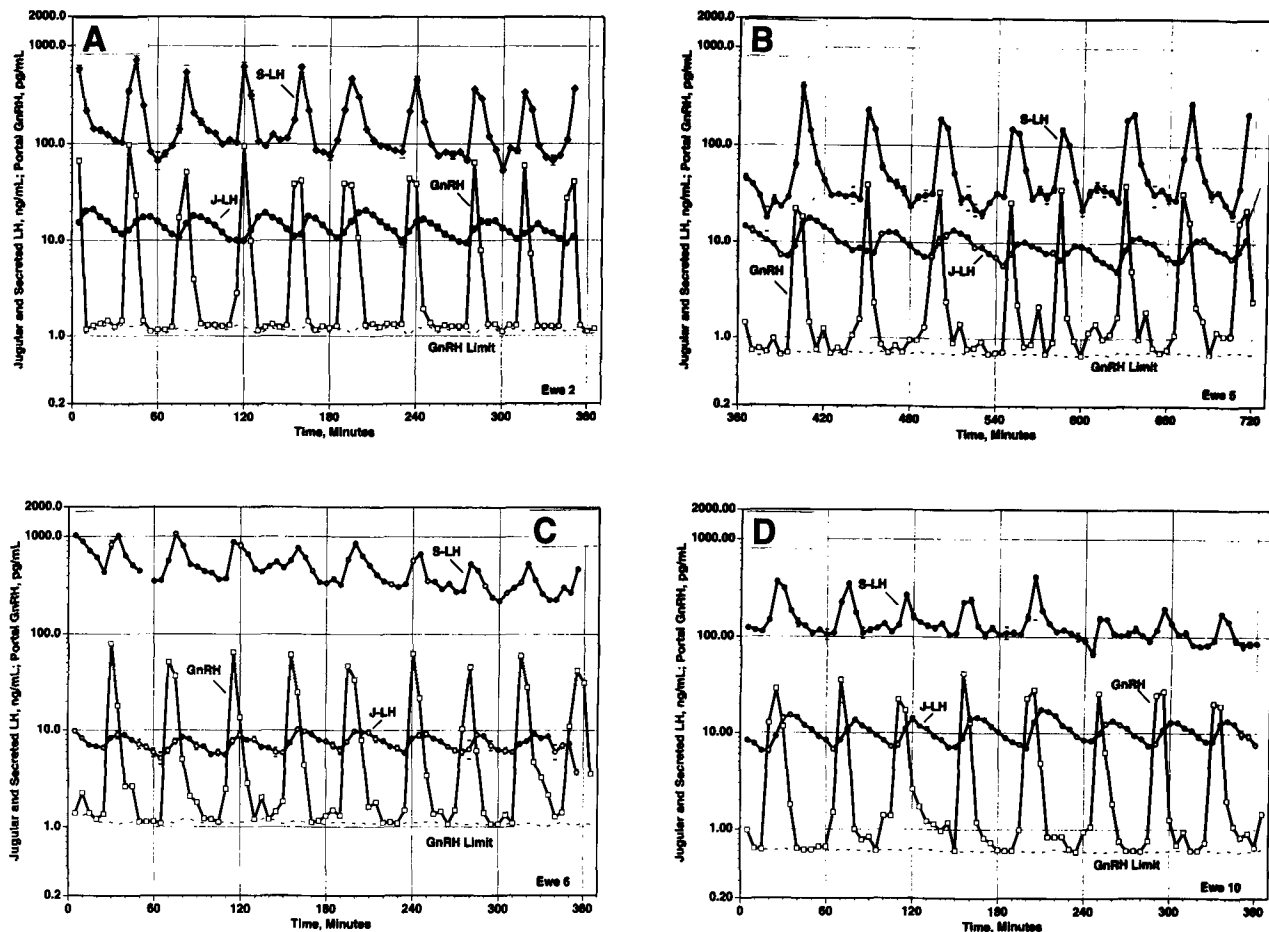 A
Jugular and Secreted LH, ng/mL; Portal GnRH, pg/mL
2000.0
1000.0
100.0
10.0
1.0
0.2
S-LH
J-LH
GnRH
GnRH Limit
Ewe 2
0
60
120
180
240
300
360
Time, Minutes
B
Jugular and Secreted LH, ng/mL; Portal GnRH, pg/mL
2000.0
1000.0
100.0
10.0
1.0
0.2
S-LH
GnRH
J-LH
GnRH Limit
Ewe 5
360
420
480
540
600
660
720
Time, Minutes
C
Jugular and Secreted LH, ng/mL; Portal GnRH, pg/mL
2000.0
1000.0
100.0
10.0
1.0
0.2
S-LH
GnRH
J-LH
GnRH Limit
Ewe 6
0
60
120
180
240
300
360
Time, Minutes
D
Jugular and Secreted LH, ng/mL; Portal GnRH, pg/mL
2000.00
1000.00
100.00
10.00
1.00
0.20
S-LH
GnRH
J-LH
GnRH Limit
Ewe 10
0
60
120
180
240
300
360
Time, Minutes